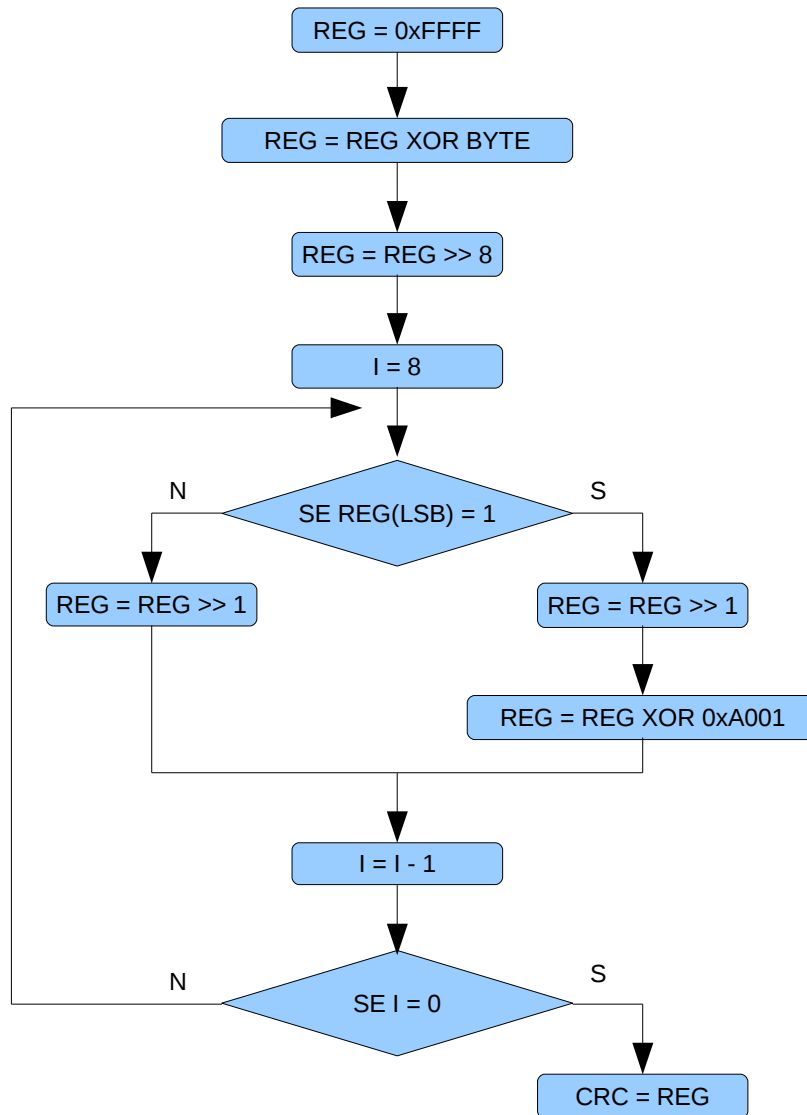 REG = 0xFFFF
REG = REG XOR BYTE
REG = REG >> 8
I = 8
N
S
SE REG(LSB) = 1
REG = REG >> 1
REG = REG >> 1
REG = REG XOR 0xA001
I = I - 1
N
S
SE I = 0
CRC = REG